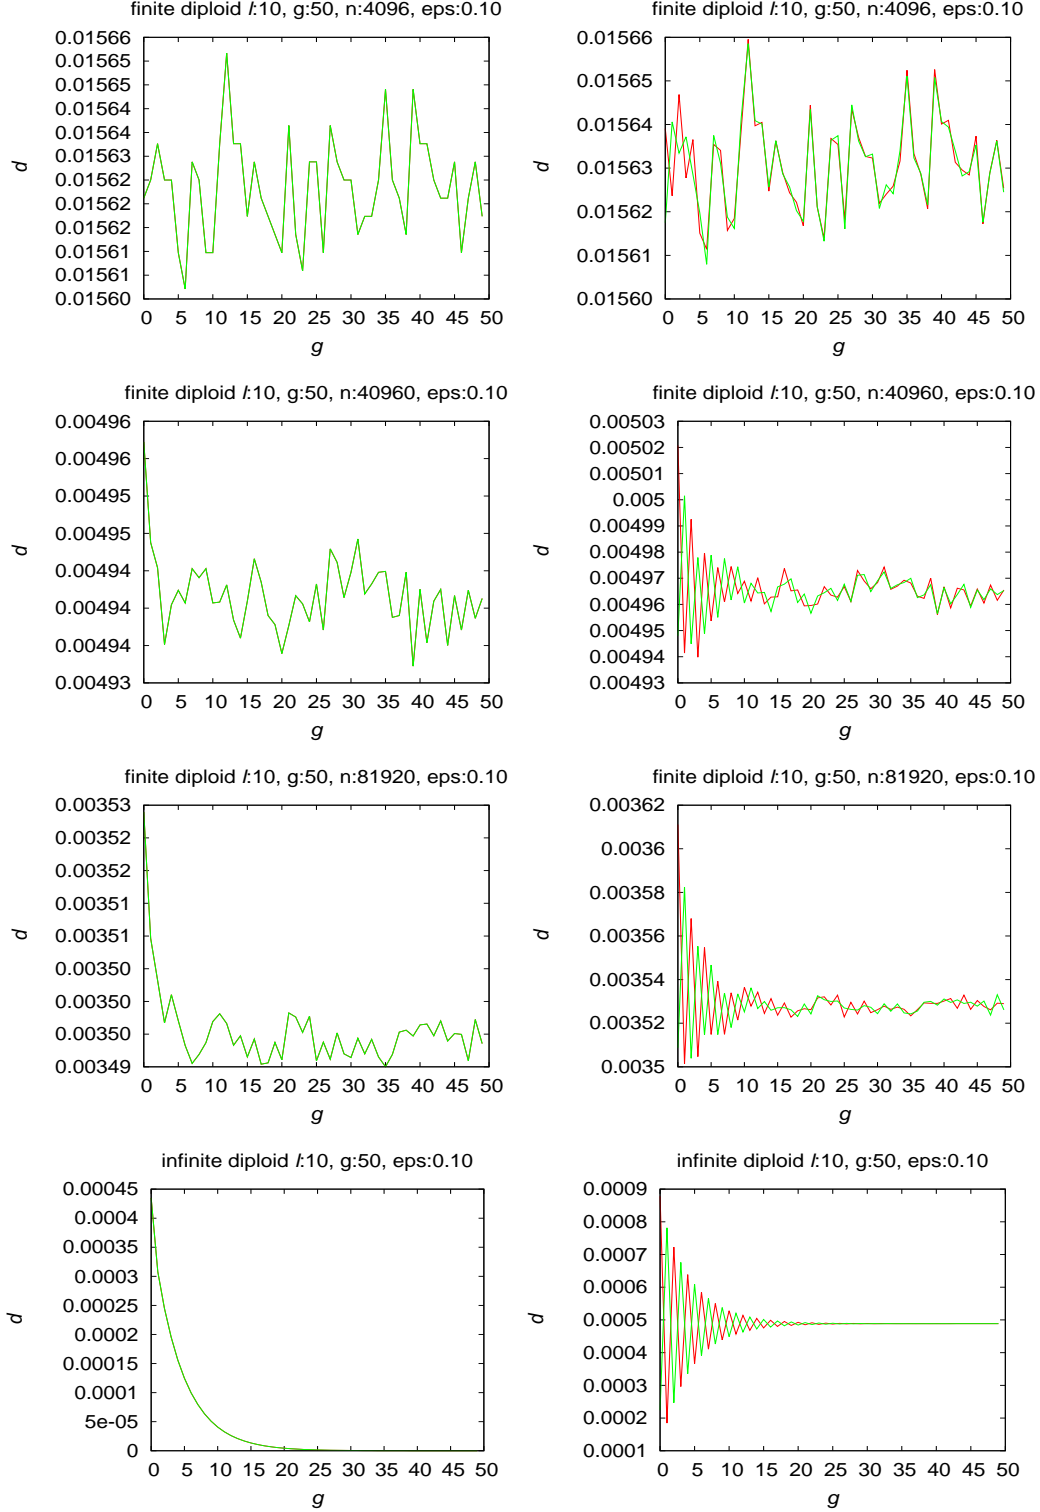 finite diploid l:10, g:50, n:4096, eps:0.10
0.01566
0.01565
0.01565
0.01564
0.01564
0.01563
0.01563
0.01562
0.01562
0.01561
0.01561
0.01560
d
0 5 10 15 20 25 30 35 40 45 50
g
finite diploid l:10, g:50, n:4096, eps:0.10
0.01566
0.01565
0.01564
0.01563
0.01562
0.01561
0.01560
d
0 5 10 15 20 25 30 35 40 45 50
g
finite diploid l:10, g:50, n:40960, eps:0.10
0.00496
0.00496
0.00495
0.00495
0.00494
0.00494
0.00494
0.00493
d
0 5 10 15 20 25 30 35 40 45 50
g
finite diploid l:10, g:50, n:40960, eps:0.10
0.00503
0.00502
0.00501
0.005
0.00499
0.00498
0.00497
0.00496
0.00495
0.00494
0.00493
d
0 5 10 15 20 25 30 35 40 45 50
g
finite diploid l:10, g:50, n:81920, eps:0.10
0.00353
0.00352
0.00352
0.00351
0.00351
0.00350
0.00350
0.00350
0.00349
d
0 5 10 15 20 25 30 35 40 45 50
g
finite diploid l:10, g:50, n:81920, eps:0.10
0.00362
0.0036
0.00358
0.00356
0.00354
0.00352
0.0035
d
0 5 10 15 20 25 30 35 40 45 50
g
infinite diploid l:10, g:50, eps:0.10
0.00045
0.0004
0.00035
0.0003
0.00025
0.0002
0.00015
0.0001
5e-05
0
d
0 5 10 15 20 25 30 35 40 45 50
g
infinite diploid l:10, g:50, eps:0.10
0.0009
0.0008
0.0007
0.0006
0.0005
0.0004
0.0003
0.0002
0.0001
d
0 5 10 15 20 25 30 35 40 45 50
g